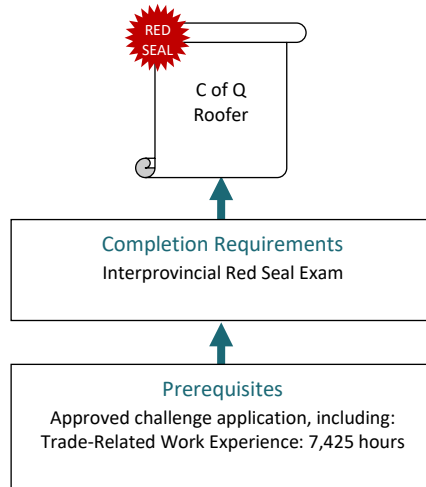 RED
SEAL
C of Q
Roofer
Completion Requirements
Interprovincial Red Seal Exam
Prerequisites
Approved challenge application, including:
Trade-Related Work Experience: 7,425 hours